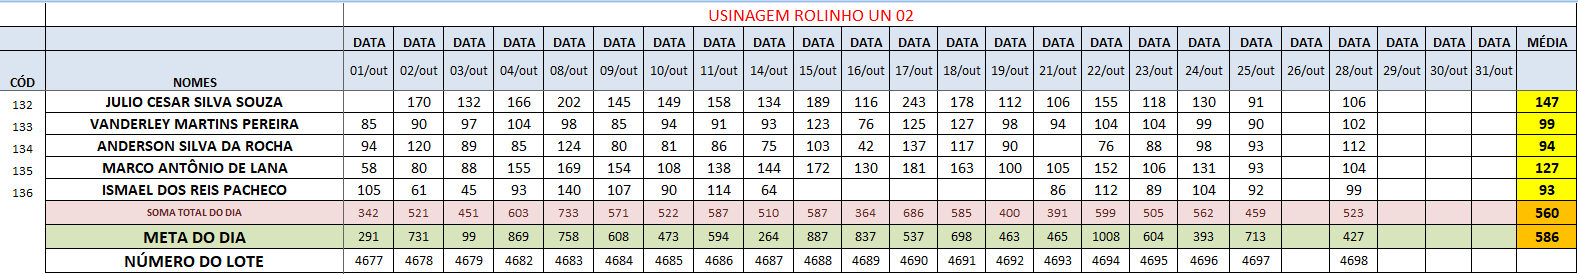 USINAGEM ROLINHO UN 02
DATA DATA DATA DATA DATA DATA DATA DATA DATA DATA DATA DATA DATA DATA DATA DATA DATA DATA DATA DATA DATA DATA DATA DATA MÉDIA
CÓD NOMES 01/out 02/out 03/out 04/out 08/out 09/out 10/out 11/out 14/out 15/out 16/out 17/out 18/out 19/out 21/out 22/out 23/out 24/out 25/out 26/out 28/out 29/out 30/out 31/out
132 JULIO CESAR SILVA SOUZA 170 132 166 202 145 149 158 134 189 116 243 178 112 106 155 118 130 91 106 147
133 VANDERLEY MARTINS PEREIRA 85 90 97 104 98 85 94 91 93 123 76 125 127 98 94 104 104 99 90 102 99
134 ANDERSON SILVA DA ROCHA 94 120 89 85 124 80 81 86 75 103 42 137 117 90 76 88 98 93 112 94
135 MARCO ANTÔNIO DE LANA 58 80 88 155 169 154 108 138 144 172 130 181 163 100 105 152 106 131 93 104 127
136 ISMAEL DOS REIS PACHECO 105 61 45 93 140 107 90 114 64 86 112 89 104 92 99 93
SOMA TOTAL DO DIA 342 521 451 603 733 571 522 587 510 587 364 686 585 400 391 599 505 562 459 523 560
META DO DIA 291 731 99 869 758 608 473 594 264 887 837 537 698 463 465 1008 604 393 713 427 586
NÚMERO DO LOTE 4677 4678 4679 4682 4683 4684 4685 4686 4687 4688 4689 4690 4691 4692 4693 4694 4695 4696 4697 4698